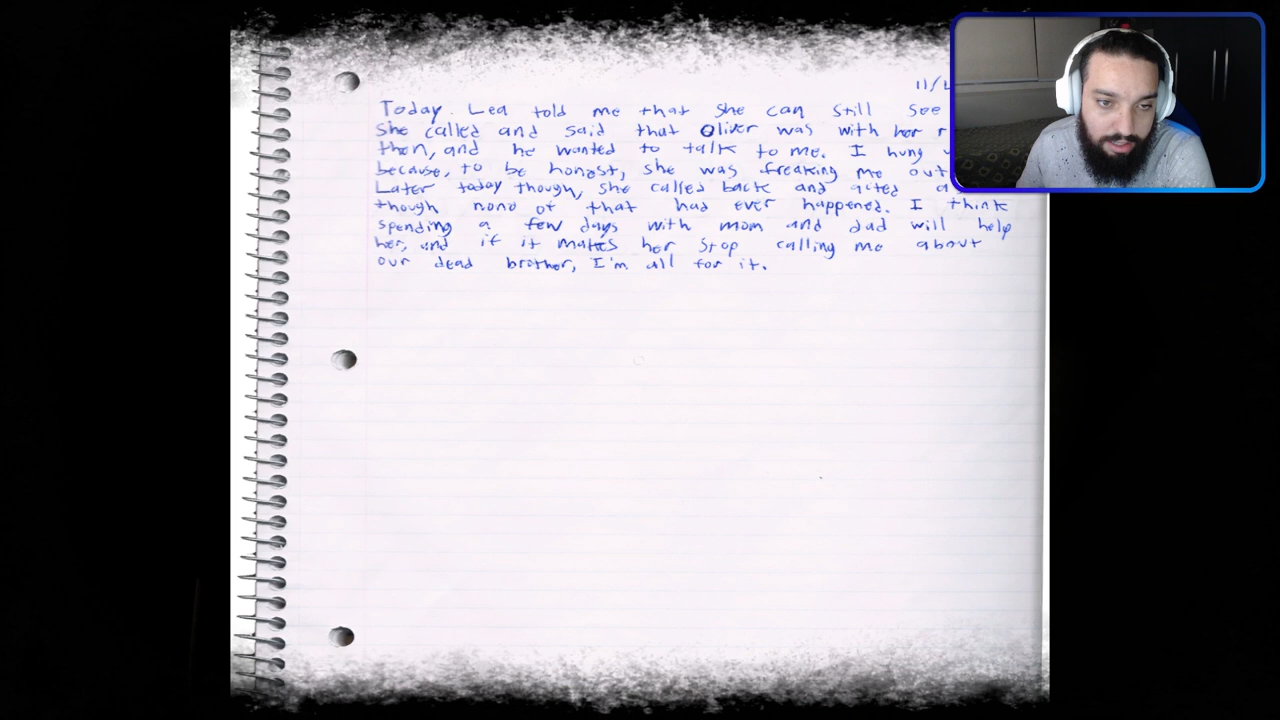 11/
Today. Lea told me that she can still see
She called and said that Oliver was with her
then, and he wanted to talk to me. I hung
because, to be honest, she was freaking me out
Later today though, she called back and acted
though none of that had ever happened. I think
spending a few days with mom and dad will help
her, and if it makes her stop calling me about
our dead brother, I'm all for it.